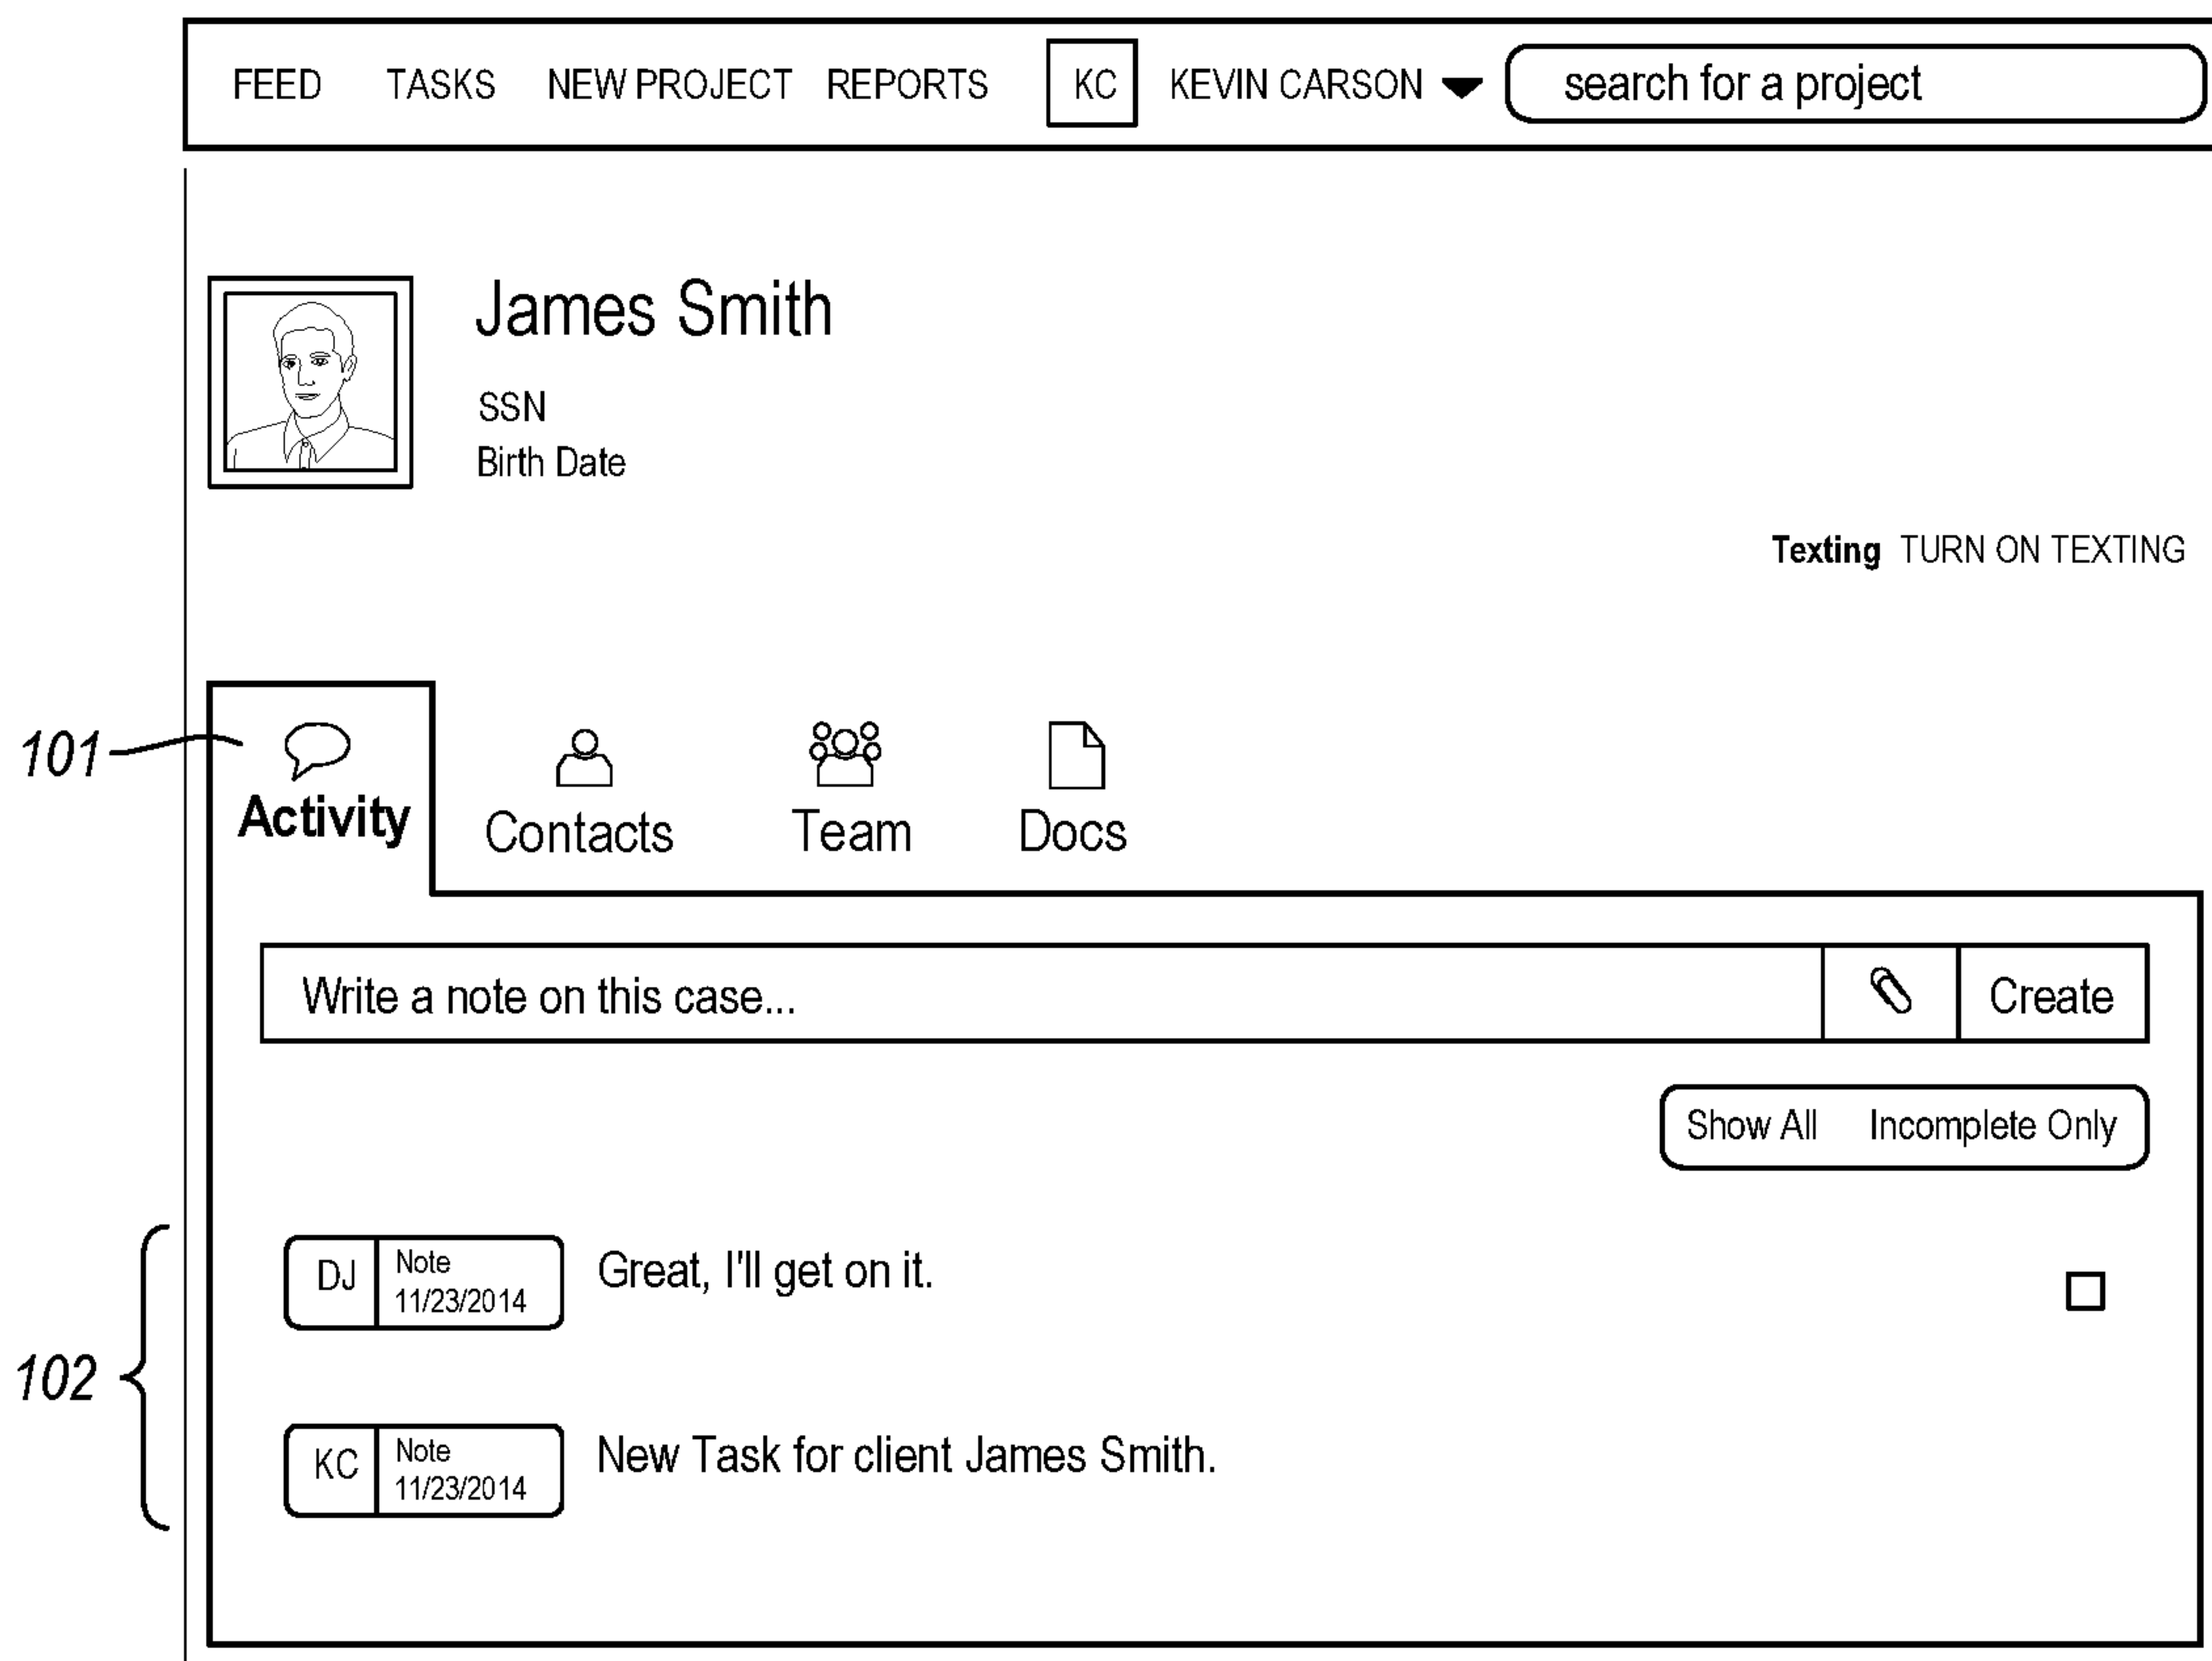 FEED TASKS NEW PROJECT REPORTS KC KEVIN CARSON search for a project
James Smith
SSN
Birth Date
Texting TURN ON TEXTING
101
Activity Contacts Team Docs
Write a note on this case... Create
Show All Incomplete Only
102
DJ Note 11/23/2014 Great, I'll get on it.
KC Note 11/23/2014 New Task for client James Smith.